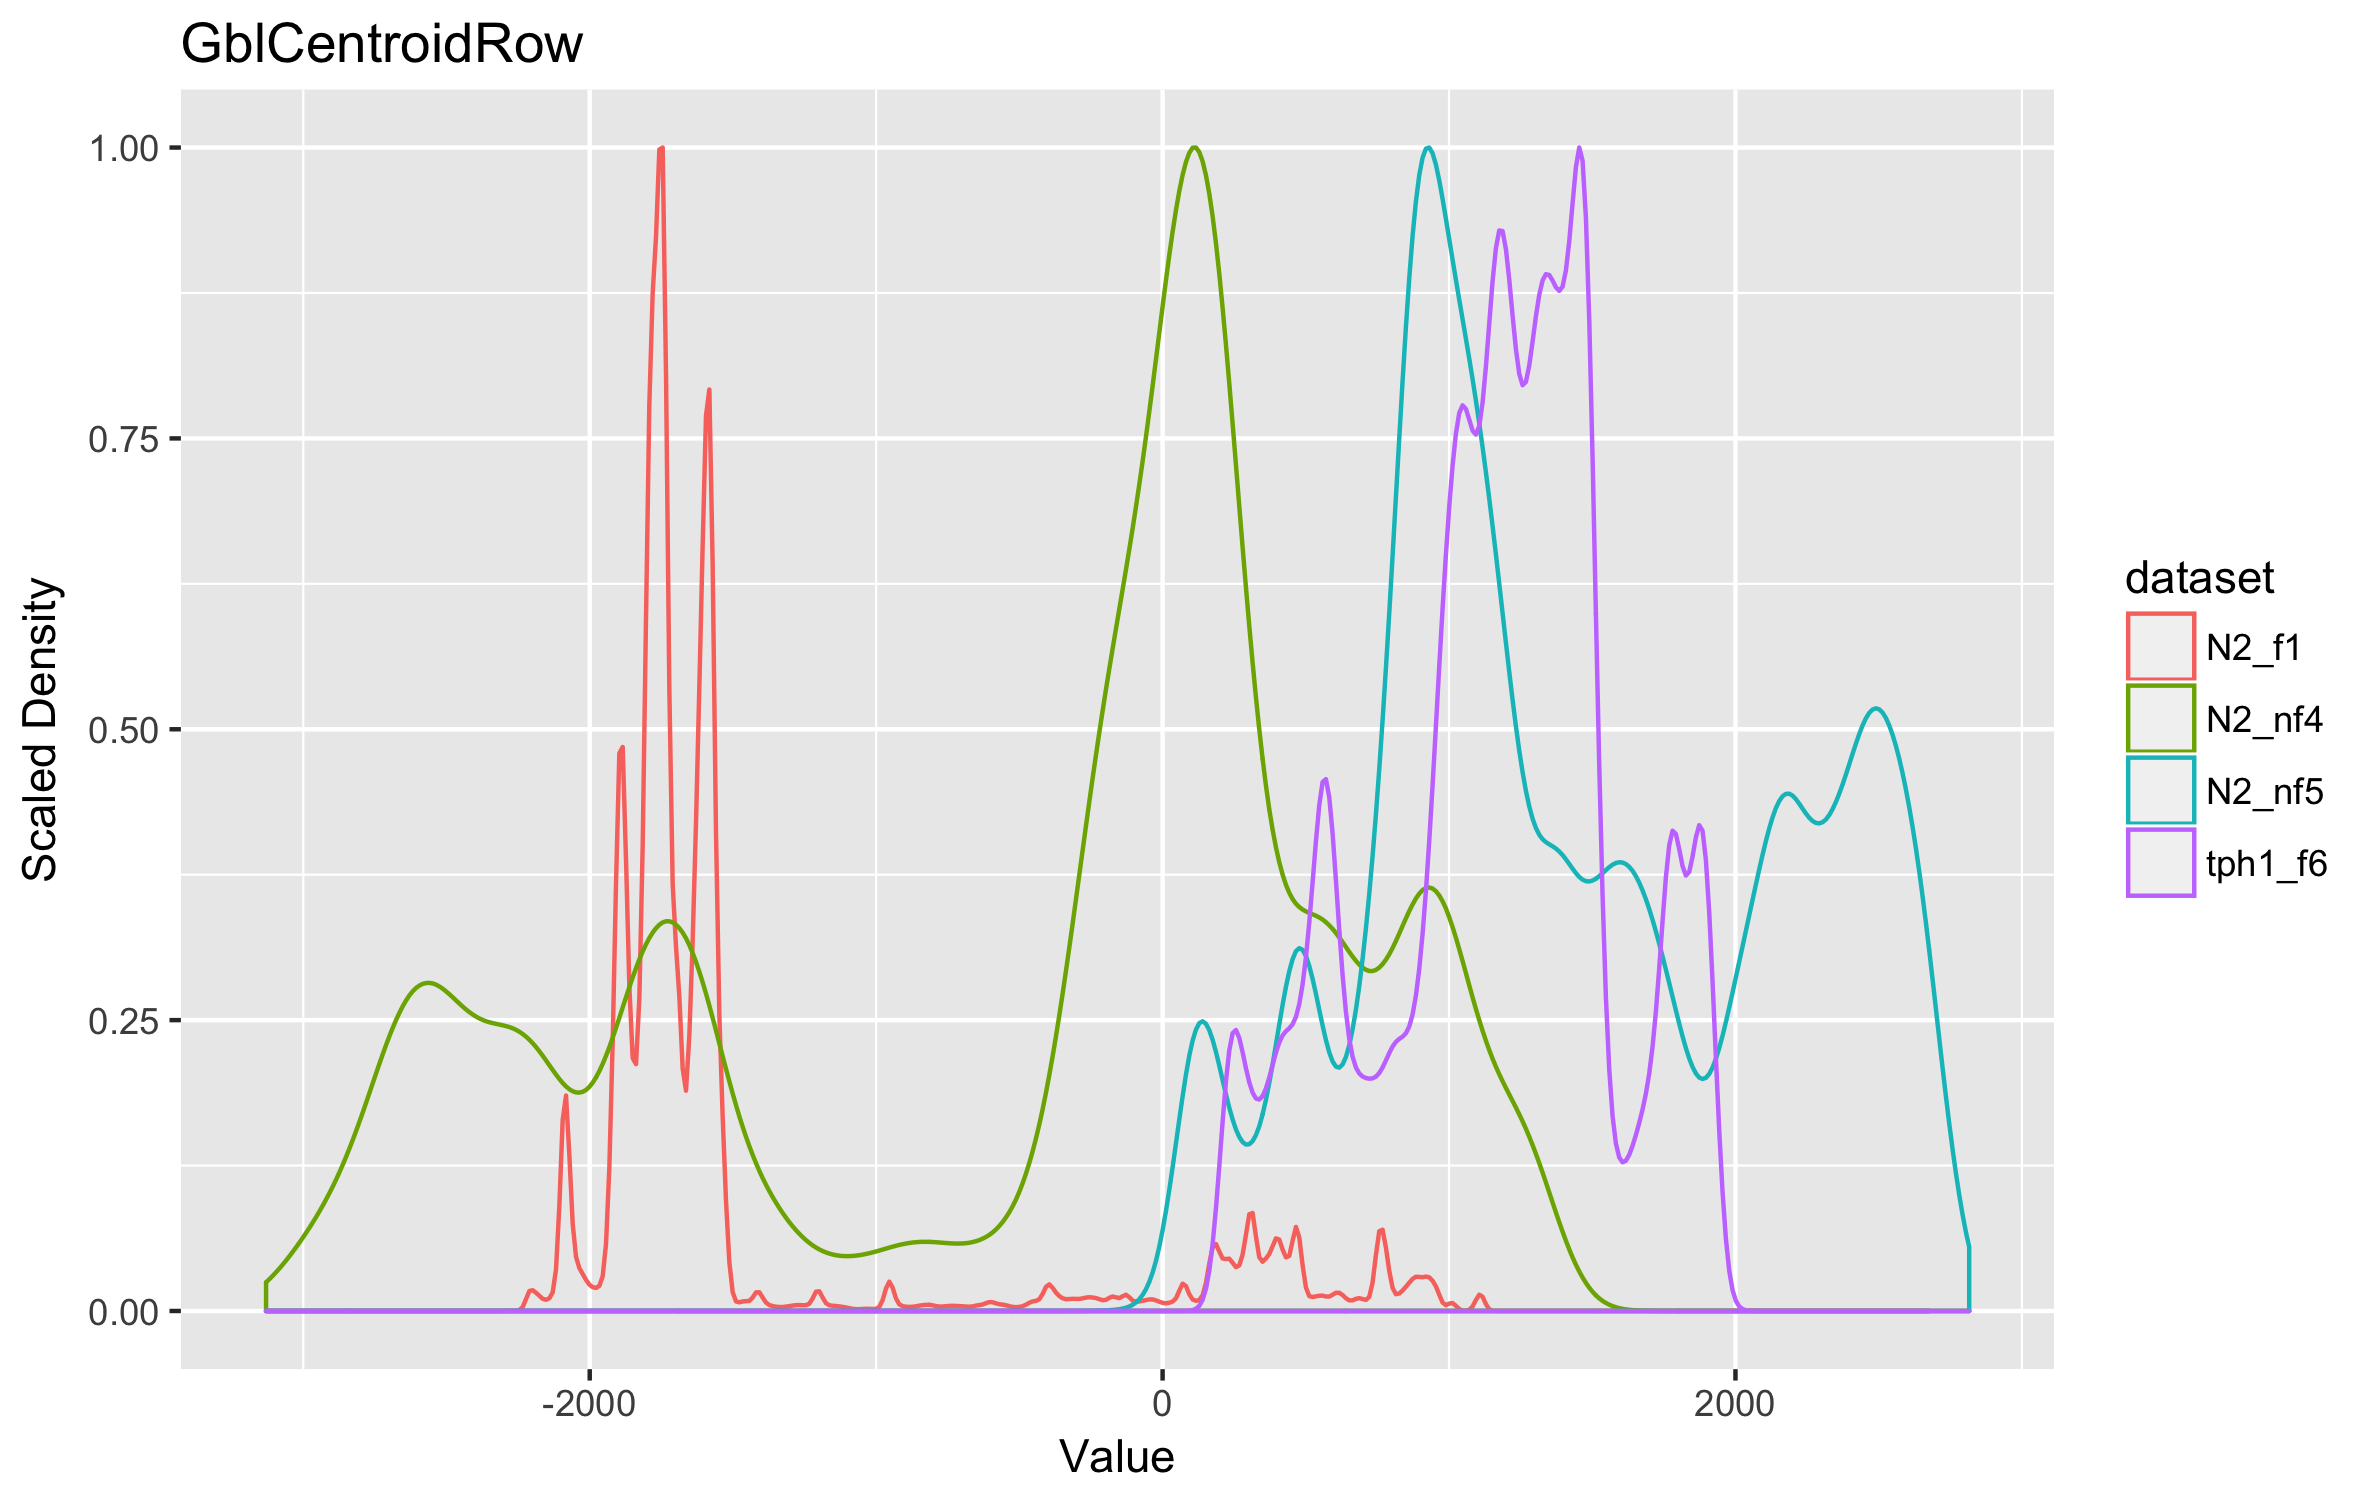 GblCentroidRow
1.00
0.75
0.50
0.25
0.00
Scaled Density
-2000
0
2000
Value
dataset
N2_f1
N2_nf4
N2_nf5
tph1_f6